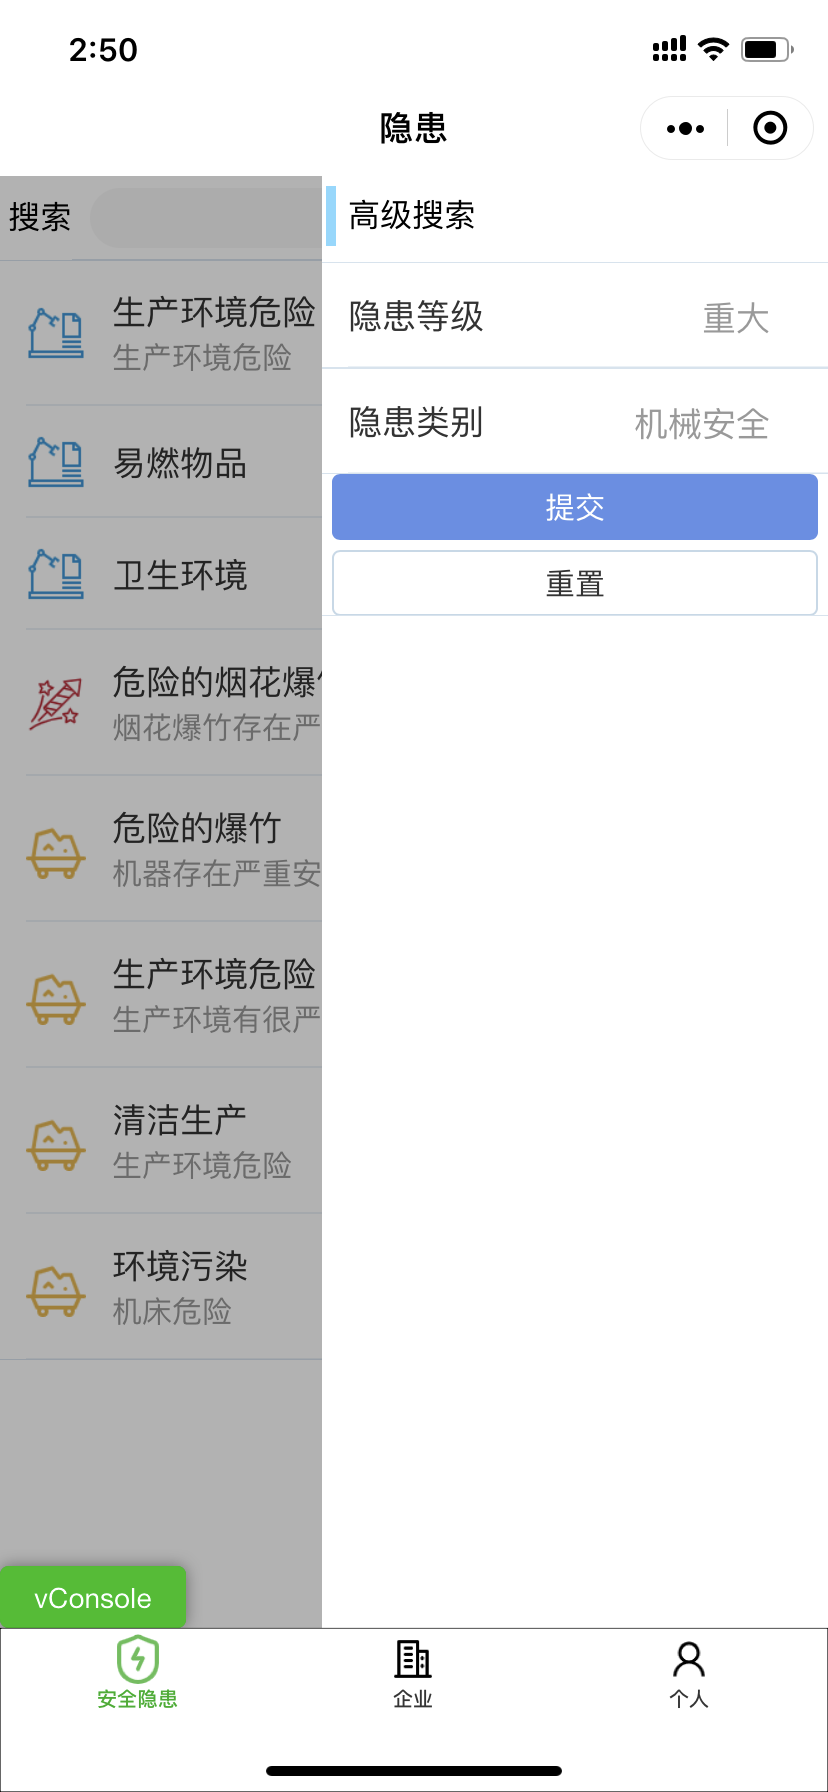 2:50
隐患
搜索
高级搜索
隐患等级
重大
隐患类别
机械安全
提交
重置
生产环境危险
生产环境危险
易燃物品
卫生环境
危险的烟花爆
烟花爆竹存在严
危险的爆竹
机器存在严重安
生产环境危险
生产环境有很严
清洁生产
生产环境危险
环境污染
机床危险
vConsole
安全隐患
企业
个人